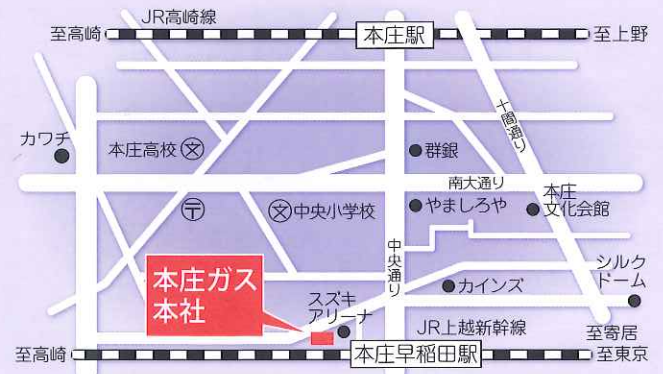 JR高崎線
至高崎
本庄駅
至上野
十間通り
カワチ
本庄高校
文
群銀
南大通り
〒
文
中央小学校
やましろや
本庄
文化会館
中央通り
本庄ガス
本社
スズキ
アリーナ
カインズ
シルク
ドーム
JR上越新幹線
至寄居
至高崎
本庄早稲田駅
至東京